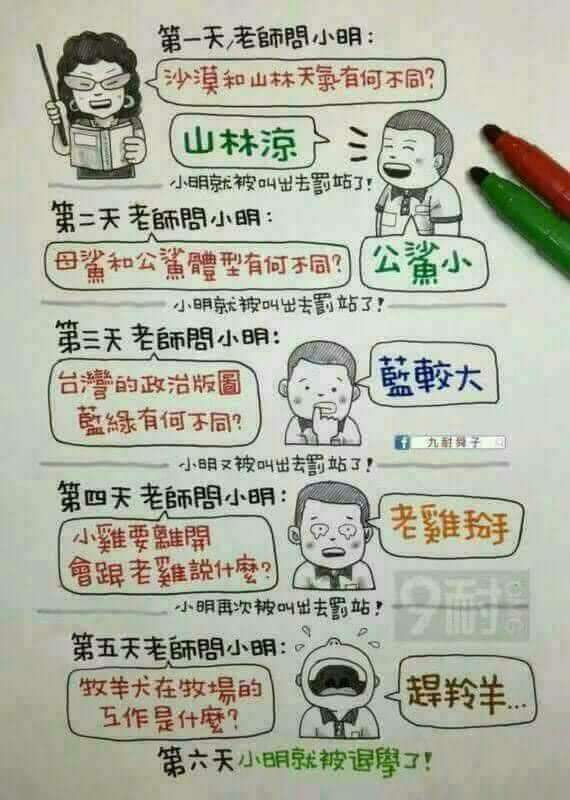 第一天,老師問小明：
沙漠和山林天氣有何不同?
山林涼
小明就被叫出去罰站了!
第二天 老師問小明：
母鯊和公鯊體型有何不同?
公鯊小
小明就被叫出去罰站了!
第三天 老師問小明：
台灣的政治版圖
藍綠有何不同?
藍較大
九耐舜子
小明又被叫出去罰站了!
第四天 老師問小明：
小雞要離開
會跟老雞說什麼?
老雞掰
9耐
小明再次被叫出去罰站!
第五天老師問小明：
牧羊犬在牧場的
工作是什麼?
趕羚羊...
第六天 小明就被退學了!